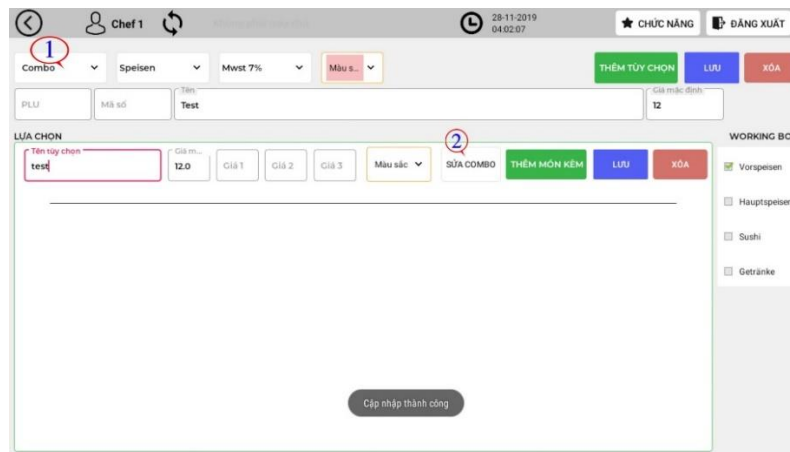 Chef 1
28-11-2019
04:02:07
CHỨC NĂNG
ĐĂNG XUẤT
1
Combo
Speisen
Mwst 7%
Màu s...
THÊM TÙY CHỌN
LƯU
XÓA
PLU
Mã số
Tên
Test
Giá mặc định
12
LỰA CHỌN
WORKING BO
2
Tên tùy chọn
test
Giá m...
12.0
Giá 1
Giá 2
Giá 3
Màu sắc
SỬA COMBO
THÊM MÓN KÈM
LƯU
XÓA
Vorspeisen
Hauptspeisen
Sushi
Getränke
Cập nhập thành công